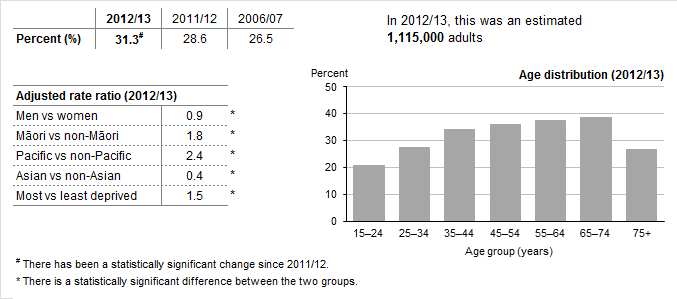 2012/13 2011/12 2006/07
Percent (%) 31.3# 28.6 26.5
In 2012/13, this was an estimated
1,115,000 adults
Adjusted rate ratio (2012/13)
Men vs women 0.9 *
Māori vs non-Māori 1.8 *
Pacific vs non-Pacific 2.4 *
Asian vs non-Asian 0.4 *
Most vs least deprived 1.5 *
Percent Age distribution (2012/13)
50
40
30
20
10
0
15–24 25–34 35–44 45–54 55–64 65–74 75+
Age group (years)
# There has been a statistically significant change since 2011/12.
* There is a statistically significant difference between the two groups.